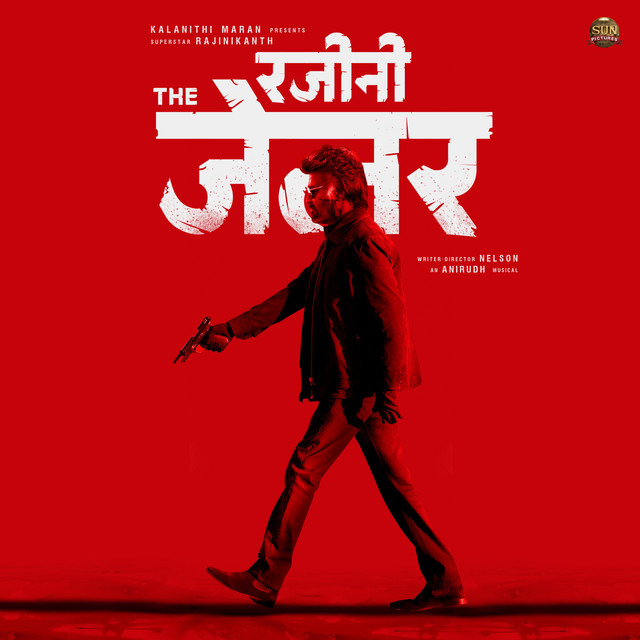 KALANITHI MARAN PRESENTS
SUPERSTAR RAJINIKANTH
रजीनी
THE
जेलर
WRITER·DIRECTOR NELSON
AN ANIRUDH MUSICAL
SUN
PICTURES